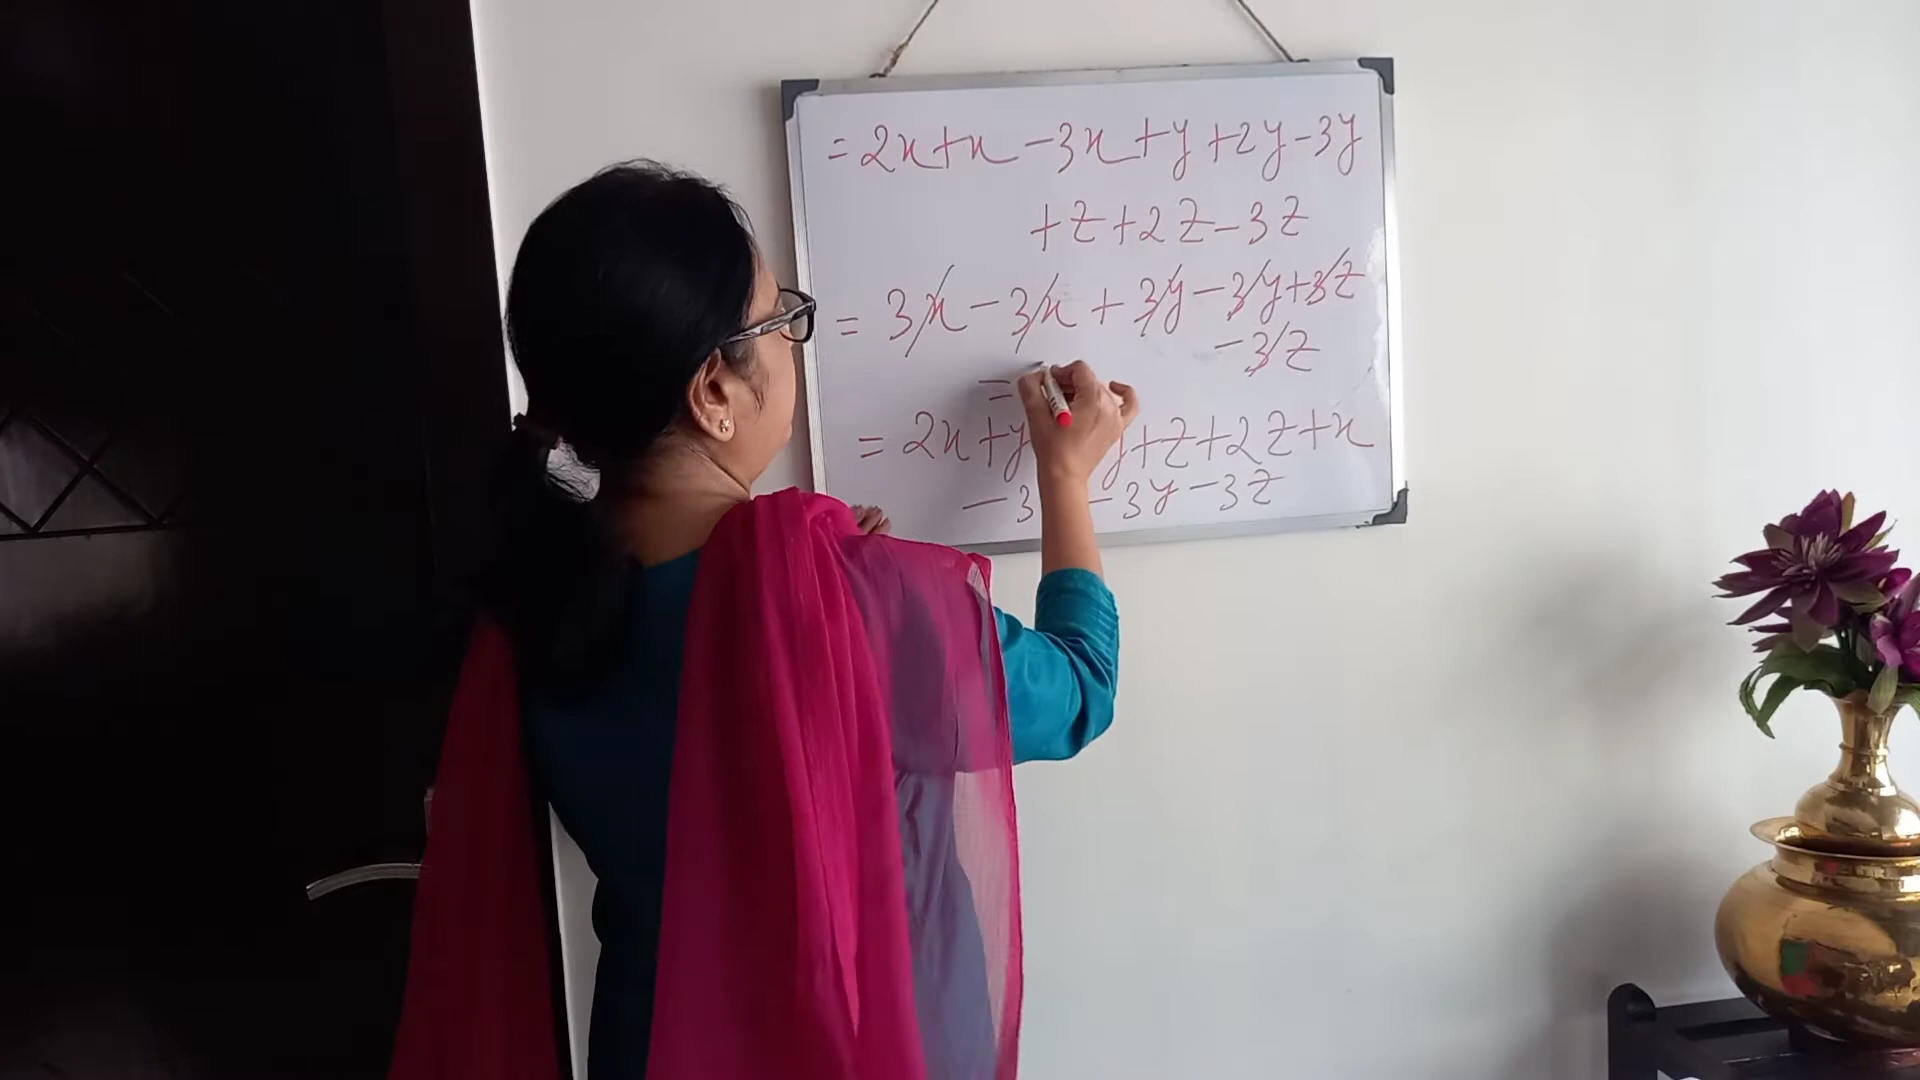 = 2x+x-3x+y+2y-3y
+z+2z-3z
= 3x-3x+3y-3y+3z
-3z
=
= 2x+y y+z+2z+x
-3 -3y-3z